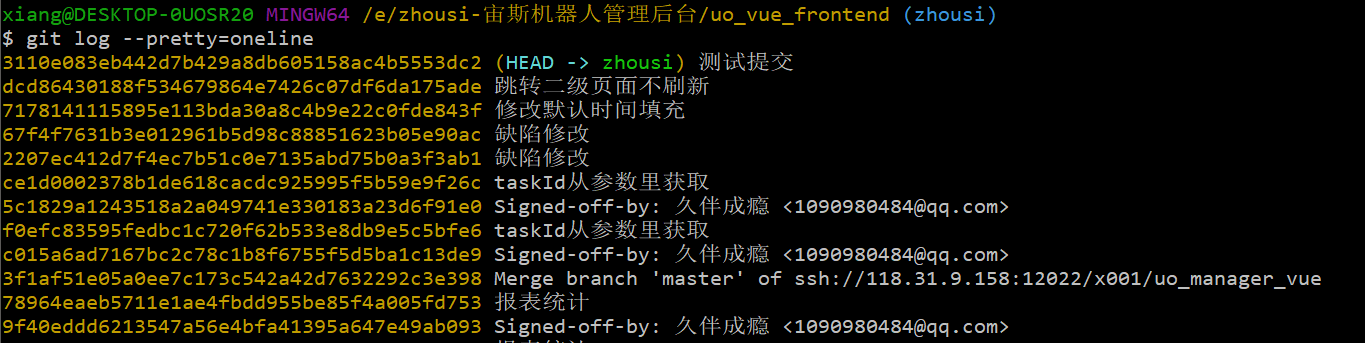 xiang@DESKTOP-0UOSR20 MINGW64 /e/zhousi-宙斯机器人管理后台/uo_vue_frontend (zhousi)
$ git log --pretty=oneline
3110e083eb442d7b429a8db605158ac4b5553dc2 (HEAD -> zhousi) 测试提交
dcd86430188f534679864e7426c07df6da175ade 跳转二级页面不刷新
7178141115895e113bda30a8c4b9e22c0fde843f 修改默认时间填充
67f4f7631b3e012961b5d98c88851623b05e90ac 缺陷修改
2207ec412d7f4ec7b51c0e7135abd75b0a3f3ab1 缺陷修改
ce1d0002378b1de618cacdc925995f5b59e9f26c taskId从参数里获取
5c1829a1243518a2a049741e330183a23d6f91e0 Signed-off-by: 久伴成瘾 <1090980484@qq.com>
f0efc83595fedbc1c720f62b533e8db9e5c5bfe6 taskId从参数里获取
c015a6ad7167bc2c78c1b8f6755f5d5ba1c13de9 Signed-off-by: 久伴成瘾 <1090980484@qq.com>
3f1af51e05a0ee7c173c542a42d7632292c3e398 Merge branch 'master' of ssh://118.31.9.158:12022/x001/uo_manager_vue
78964eaeb5711e1ae4fbdd955be85f4a005fd753 报表统计
9f40eddd6213547a56e4bfa41395a647e49ab093 Signed-off-by: 久伴成瘾 <1090980484@qq.com>